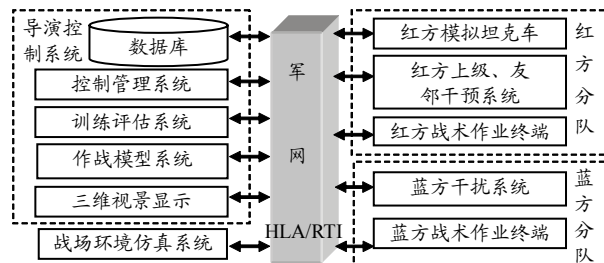 导演控
制系统
数据库
控制管理系统
训练评估系统
作战模型系统
三维视景显示
战场环境仿真系统
军
网
HLA/RTI
红方模拟坦克车
红方上级、友
邻干预系统
红方战术作业终端
红
方
分
队
蓝方干扰系统
蓝方战术作业终端
蓝
方
分
队